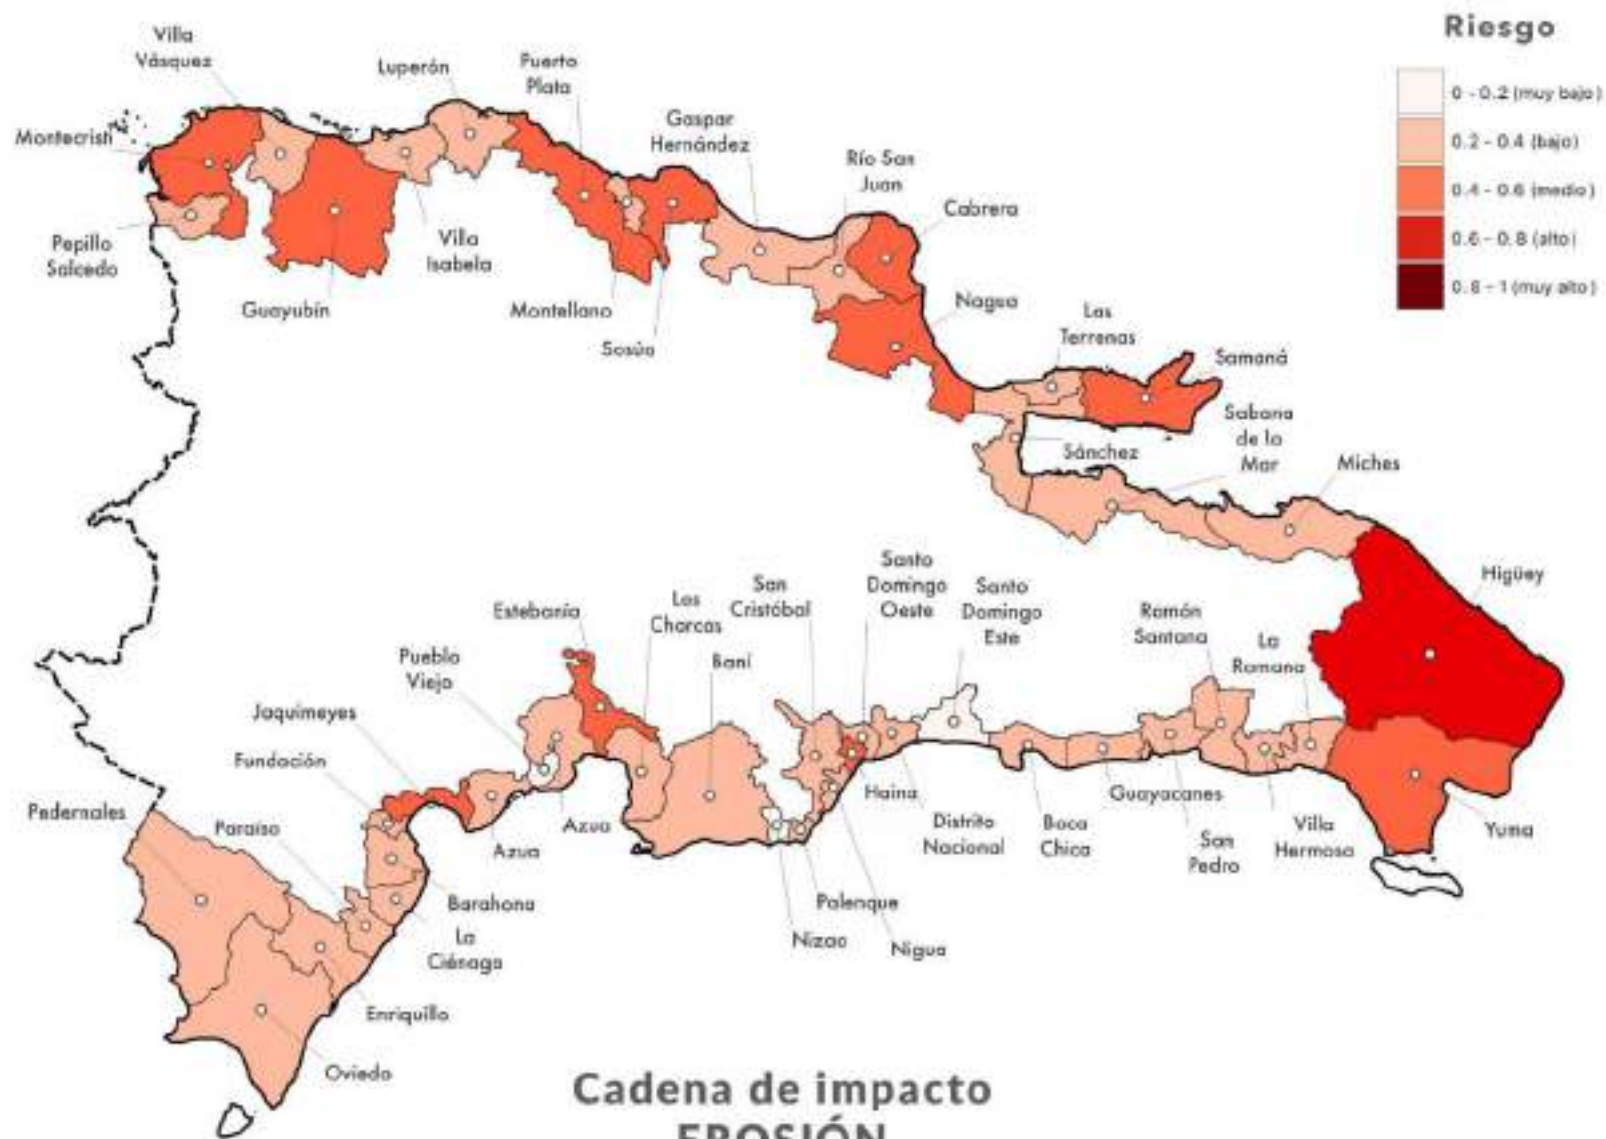 Riesgo
0 - 0.2 (muy bajo)
0.2 - 0.4 (bajo)
0.4 - 0.6 (medio)
0.6 - 0.8 (alto)
0.8 - 1 (muy alto)
Villa
Vásquez
Luperón
Puerto
Plata
Montecristi
Gaspar
Hernández
Río San
Juan
Cabrera
Pepillo
Salcedo
Villa
Isabela
Guayubín
Montellano
Sosúa
Nagua
Las
Terrenas
Samaná
Sabana
de la
Mar
Sánchez
Miches
Higüey
Santo
Domingo
Oeste
San
Cristóbal
Santo
Domingo
Este
Estebanía
Las
Charcas
Ramón
Santana
La
Romana
Pueblo
Viejo
Baní
Jaquimeyes
Fundación
Pedernales
Paraíso
Azua
Azua
Haina
Distrito
Nacional
Boca
Chica
Guayacanes
San
Pedro
Villa
Hermosa
Yuma
Barahona
La
Ciénaga
Palenque
Nizao
Nigua
Enriquillo
Oviedo
Cadena de impacto
EROSIÓN